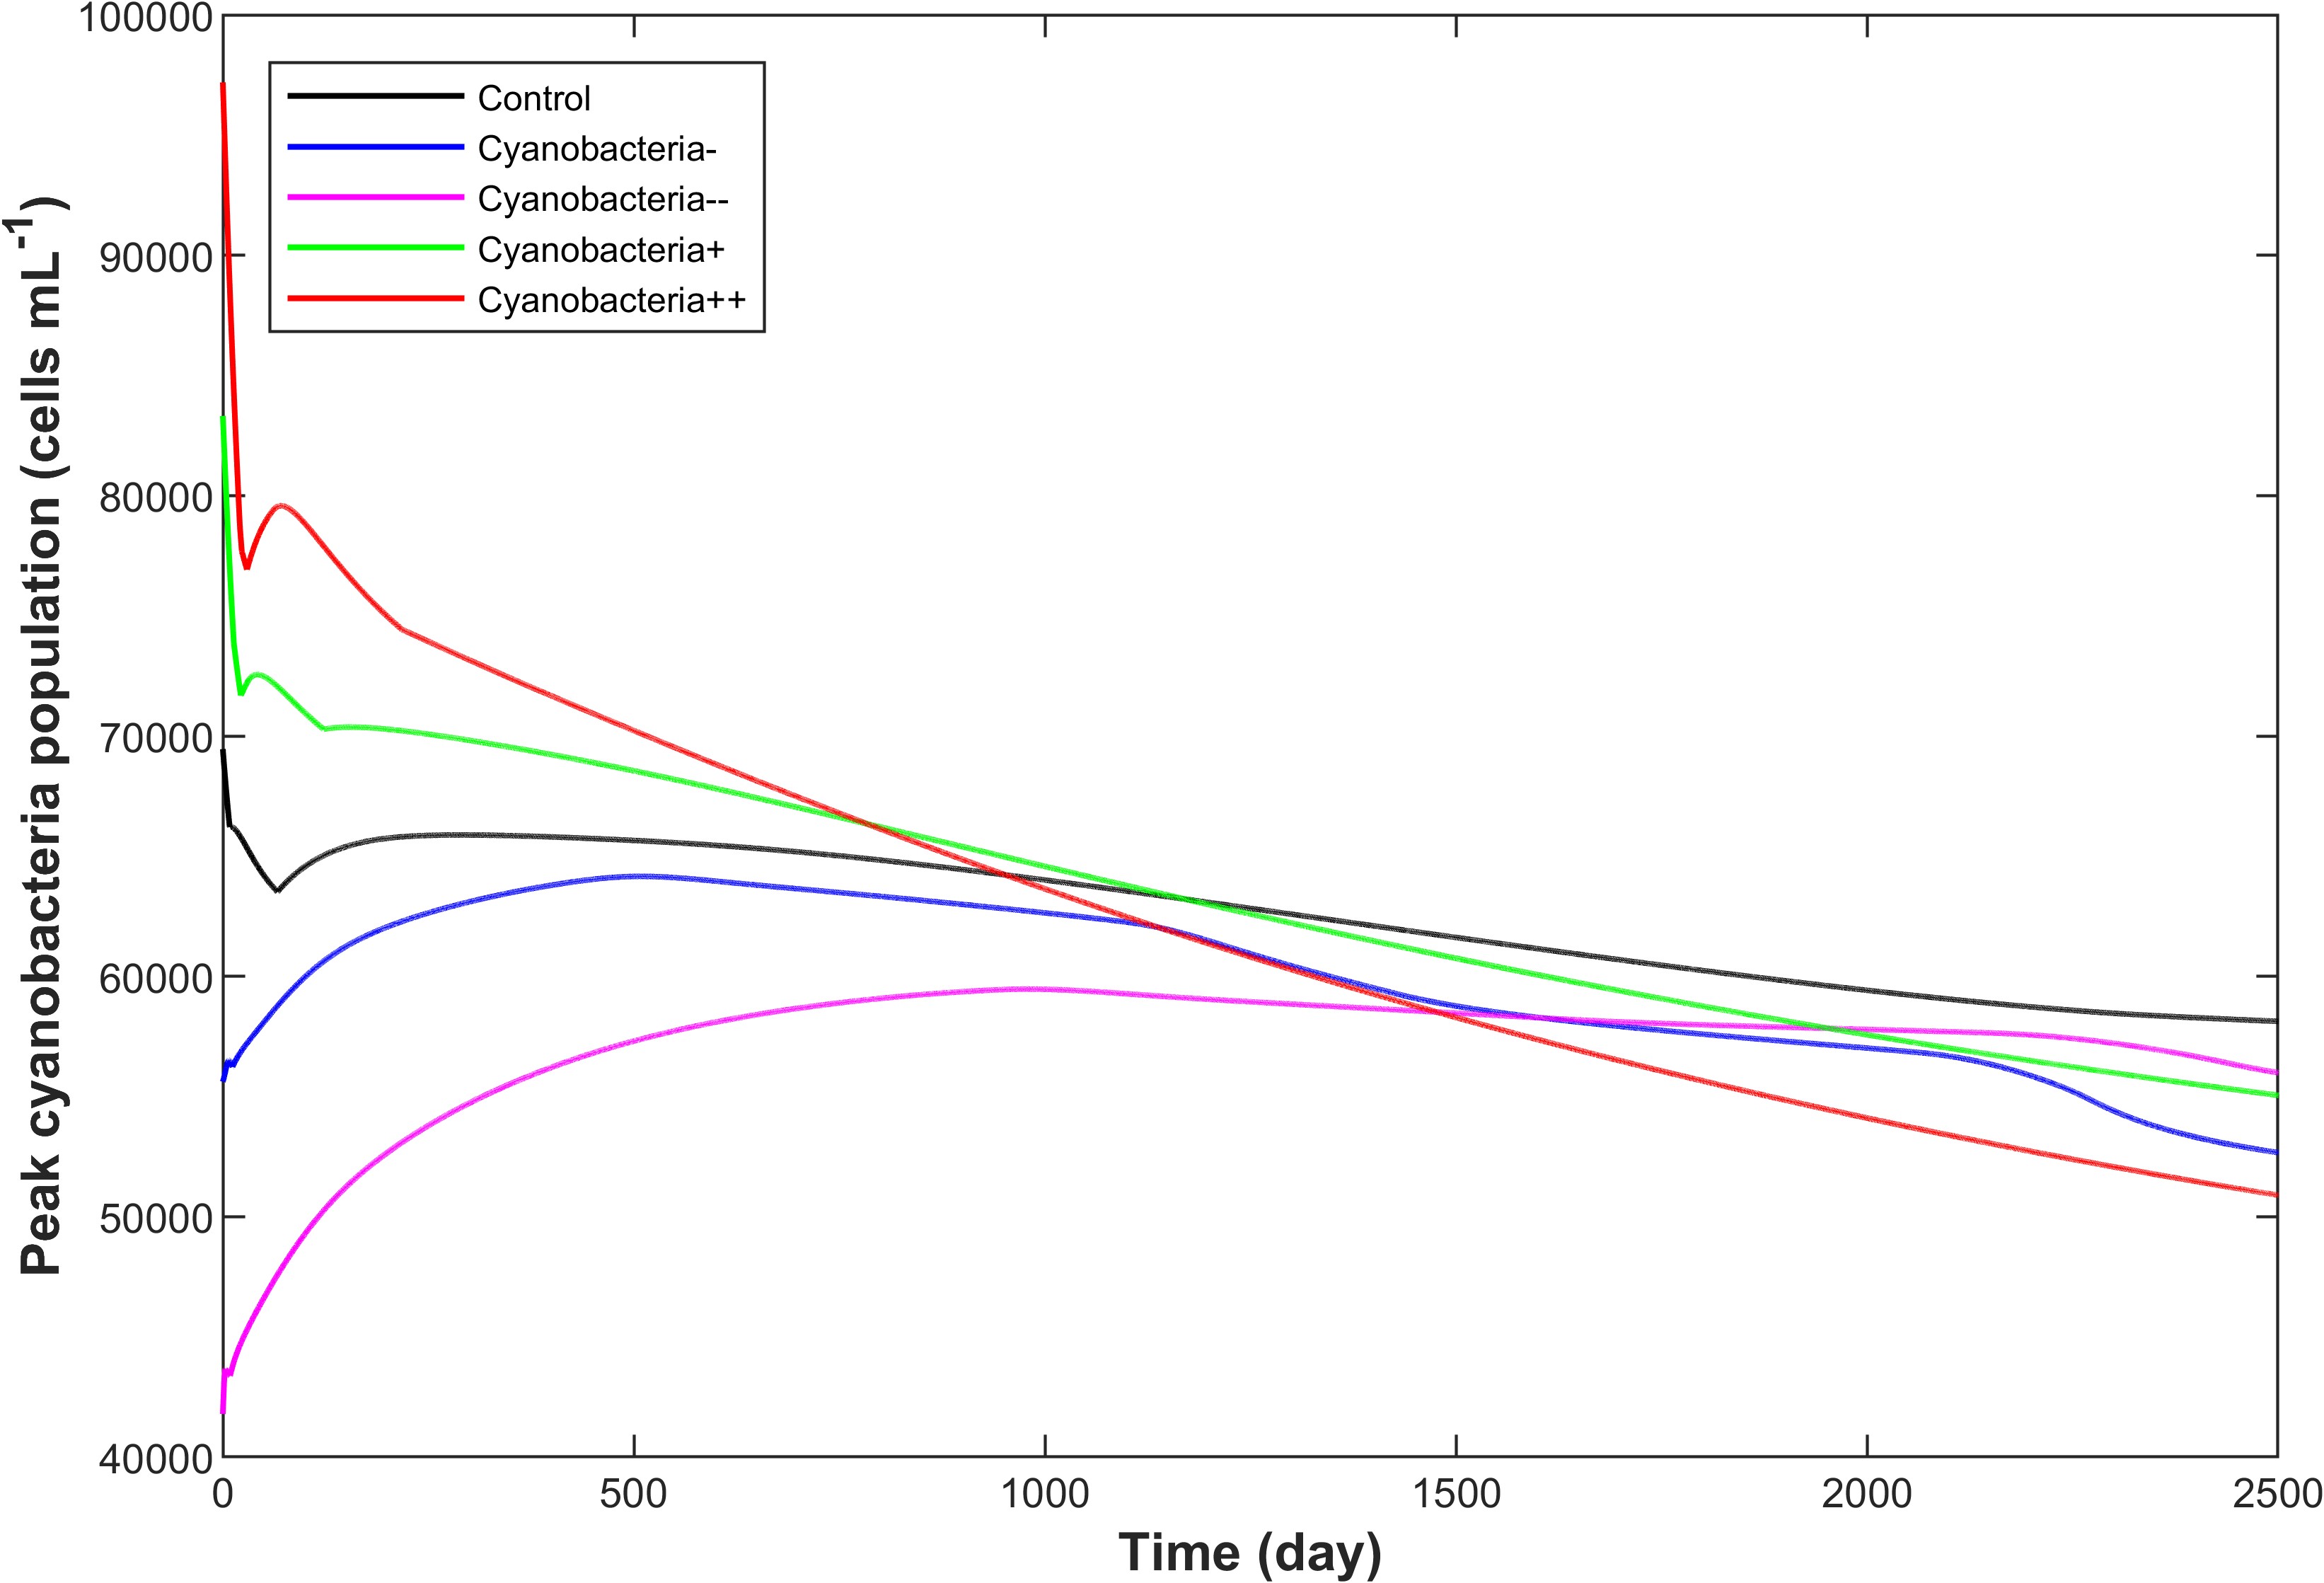 Peak cyanobacteria population (cells mL-1)
100000
90000
80000
70000
60000
50000
40000
Control
Cyanobacteria-
Cyanobacteria--
Cyanobacteria+
Cyanobacteria++
0 500 1000 1500 2000 2500
Time (day)